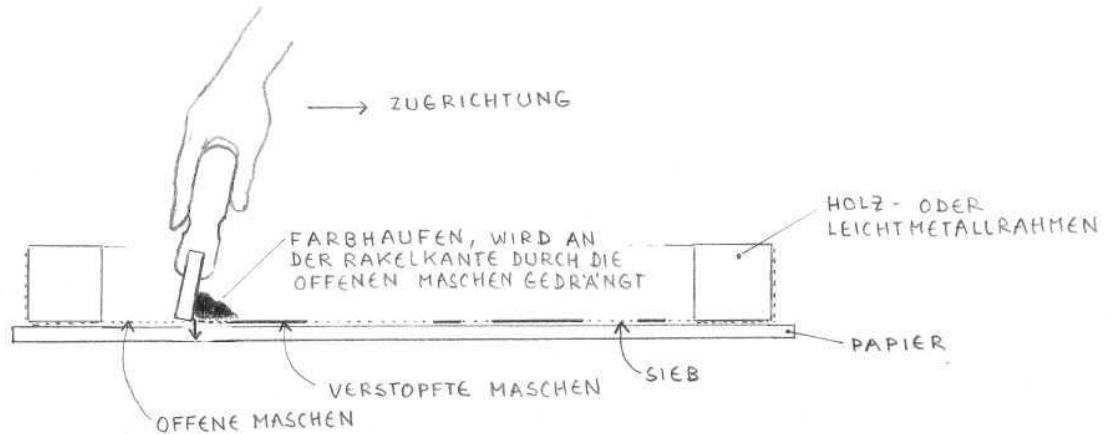 ZUGRICHTUNG
HOLZ- ODER
LEICHTMETALLRAHMEN
FARBHAUFEN, WIRD AN
DER RAKELKANTE DURCH DIE
OFFENEN MASCHEN GEDRÄNGT
PAPIER
SIEB
VERSTOPFTE MASCHEN
OFFENE MASCHEN